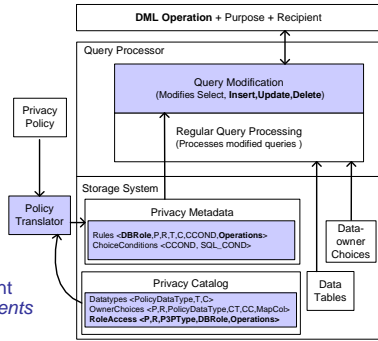 DML Operation + Purpose + Recipient
Query Processor
Query Modification
(Modifies Select, Insert,Update,Delete)
Regular Query Processing
(Processes modified queries )
Privacy
Policy
Policy
Translator
Storage System
Privacy Metadata
Rules <DBRole,P,R,T,C,CCOND,Operations>
ChoiceConditions <CCOND, SQL_COND>
Privacy Catalog
Datatypes <PolicyDataType,T,C>
OwnerChoices <P,R,PolicyDataType,CT,CC,MapCol>
RoleAccess <P,R,P3PType,DBRole,Operations>
Data
Tables
Data-
owner
Choices
nt
ents